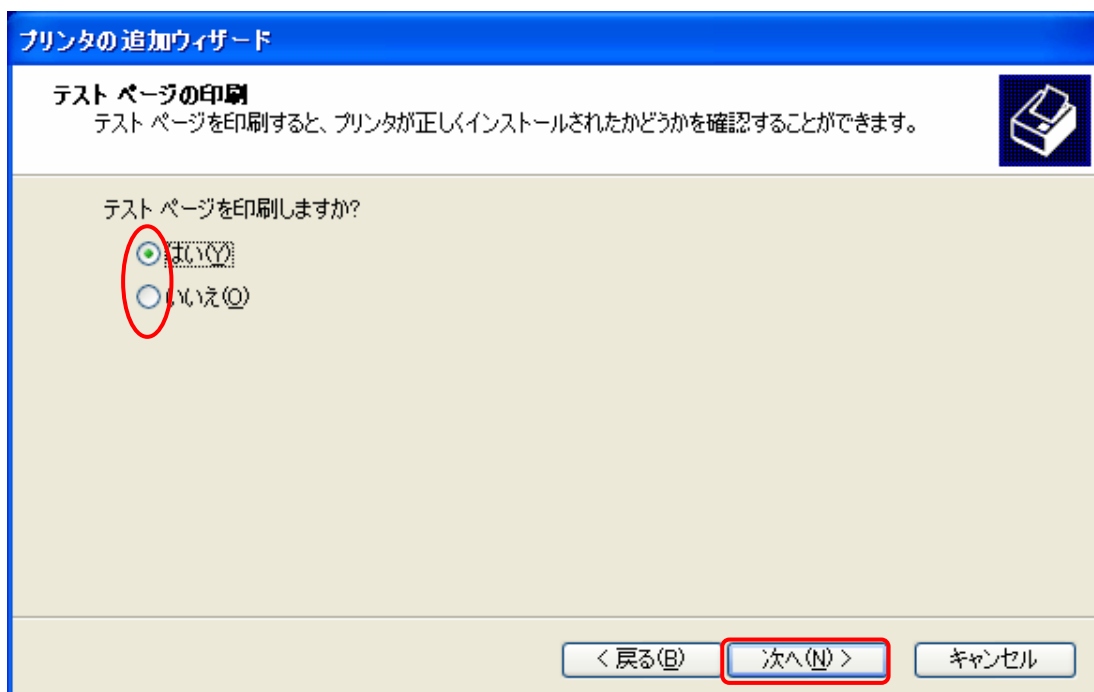 プリンタの追加ウィザード
テスト ページの印刷
テスト ページを印刷すると、プリンタが正しくインストールされたかどうかを確認することができます。
テスト ページを印刷しますか?
はい(Y)
いいえ(O)
< 戻る(B) 次へ(N) > キャンセル